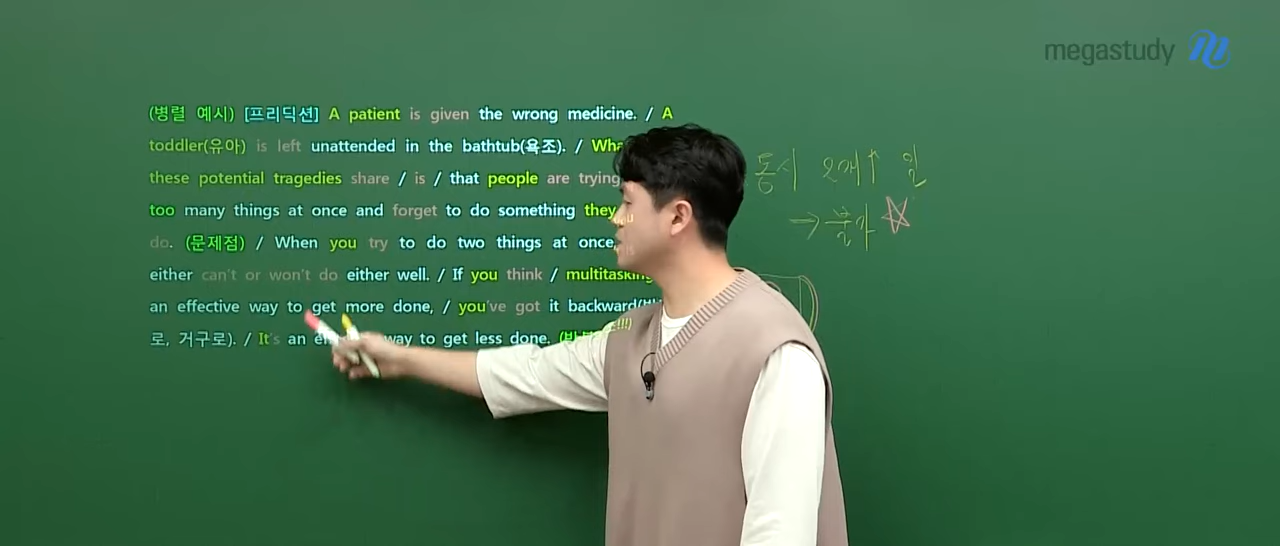 megastudy
(병렬 예시) [프리딕션] A patient is given the wrong medicine. / A
toddler(유아) is left unattended in the bathtub(욕조). /
these potential tragedies share / is / that people are trying
too many things at once and forget to do something they
do. (문제점) / When you try to do two things at once,
either can't or won't do either well. / If you think / multitasking
an effective way to get more done, / you've got it backward(
로, 거구로). / It's an way to get less done.
동시 2개↑ 일
→ 불가